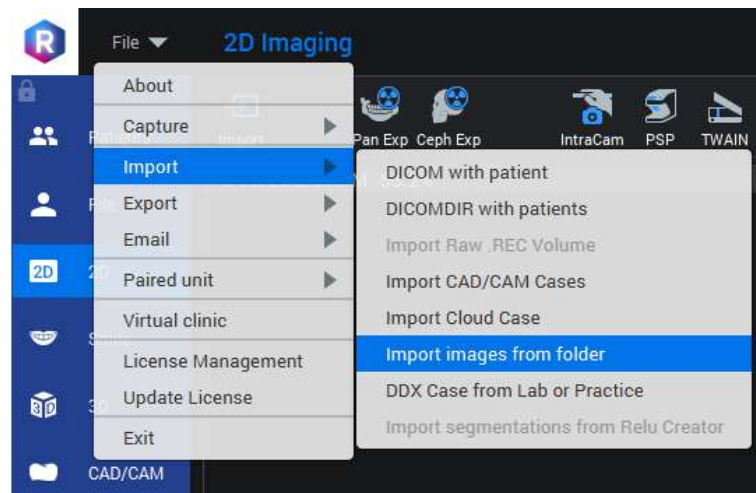 R
File
2D Imaging
About
Capture
Import
Export
Email
Paired unit
Virtual clinic
License Management
Update License
Exit
Pan Exp
Ceph Exp
IntraCam
PSP
TWAIN
DICOM with patient
DICOMDIR with patients
Import Raw .REC Volume
Import CAD/CAM Cases
Import Cloud Case
Import images from folder
DDX Case from Lab or Practice
Import segmentations from Relu Creator
2D
3D
CAD/CAM